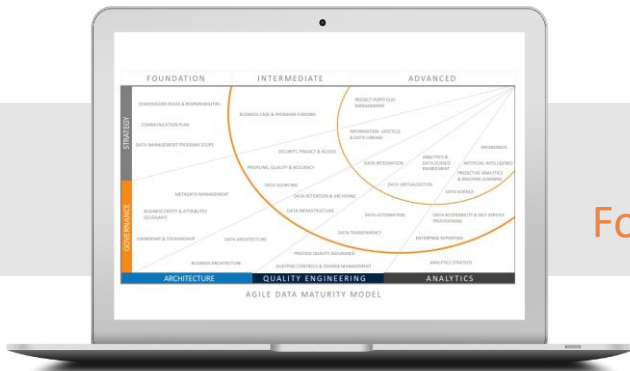 FOUNDATION INTERMEDIATE ADVANCED
STAKEHOLDER ROLES & RESPONSIBILITIES
COMMUNICATION PLAN
DATA MANAGEMENT PROGRAM SCOPE
BUSINESS CASE & PROGRAM FUNDING
PROJECT PORTFOLIO
MANAGEMENT
INFORMATION LIFECYCLE
& DATA LINEAGE
SECURITY, PRIVACY & ACCESS
PROFILING, QUALITY & ACCURACY
DATA INTEGRATION
ANALYTICS &
DATA SCIENCE
ARTIFICIAL INTELLIGENCE
PREDICTIVE ANALYTICS
& MACHINE LEARNING
DATA SOURCING
DATA VIRTUALIZATION
DATA SCIENCE
METADATA MANAGEMENT
DATA RETENTION & ARCHIVING
BUSINESS ENTITY & ATTRIBUTES
GLOSSARY
DATA INFRASTRUCTURE
DATA AUTOMATION
DATA ACCESSIBILITY & SELF-SERVICE
PROVISIONING
DATA TRANSPARENCY
OWNERSHIP & STEWARDSHIP
DATA ARCHITECTURE
ENTERPRISE REPORTING
PROCESS QUALITY ASSURANCE
BUSINESS ARCHITECTURE
AUDITING CONTROLS & CHANGE MANAGEMENT
ANALYTICS STRATEGY
STRATEGY
GOVERNANCE
ARCHITECTURE QUALITY ENGINEERING ANALYTICS
AGILE DATA MATURITY MODEL
Fo